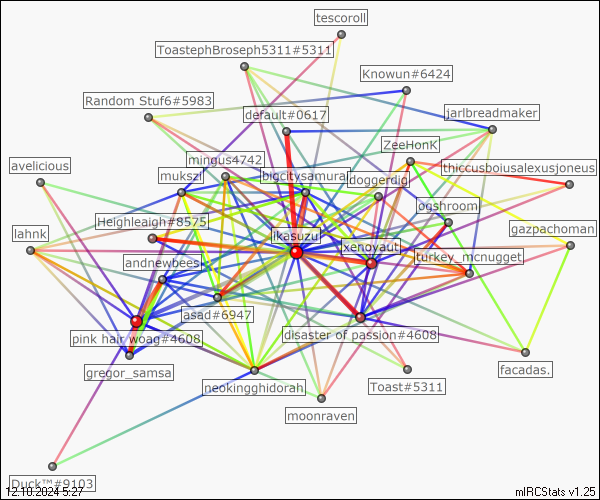 tescoroll
ToastephBroseph5311#5311
Knowun#6424
Random Stuf6#5983
default#0617
jarlbreadmaker
ZeeHonK
mingus4742
avelicious
mukszi
bigcitysamurai
doggerdig
thiccusboiusalexusjoneus
ogshroom
Heighleaigh#8575
lahnk
ikasuzu
xenoyaut
gazpachoman
andnewbees
turkey_mcnugget
asad#6947
disaster of passion#4608
pink hair woag#4608
gregor_samsa
neokingghidorah
Toast#5311
facadas.
moonraven
Duck™#9103
12.10.2024 5:27
mIRCStats v1.25